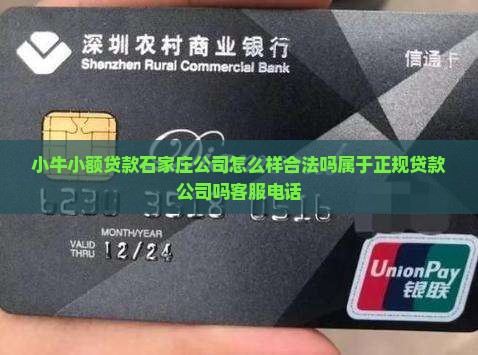 深圳农村商业银行
Shenzhen Rural Commercial Bank
信通卡
小牛小额贷款石家庄公司怎么样合法吗属于正规贷款
公司吗客服电话
MONTH/YEAR
VALID
THRU
12/24
UnionPay
银联